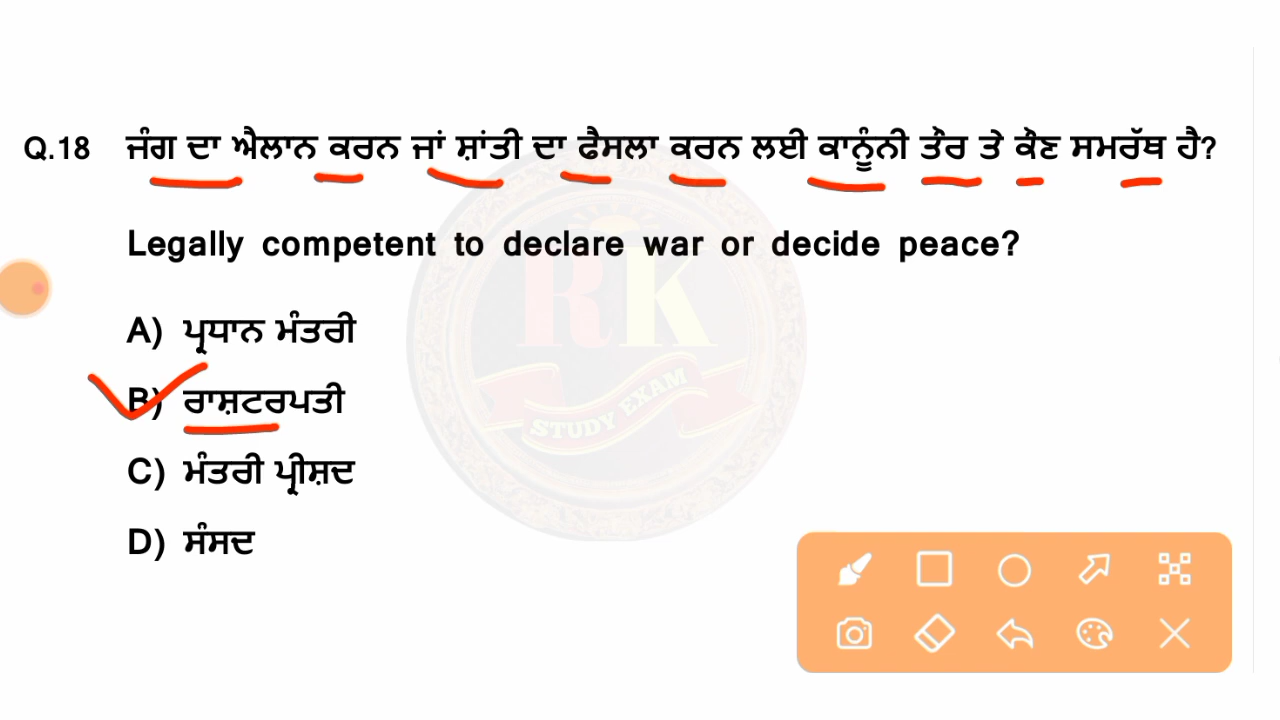 Q.18 ਜੰਗ ਦਾ ਐਲਾਨ ਕਰਨ ਜਾਂ ਸ਼ਾਂਤੀ ਦਾ ਫੈਸਲਾ ਕਰਨ ਲਈ ਕਾਨੂੰਨੀ ਤੌਰ ਤੇ ਕੌਣ ਸਮਰੱਥ ਹੈ?
Legally competent to declare war or decide peace?
A) ਪ੍ਰਧਾਨ ਮੰਤਰੀ
B) ਰਾਸ਼ਟਰਪਤੀ
C) ਮੰਤਰੀ ਪ੍ਰੀਸ਼ਦ
D) ਸੰਸਦ
RK
STUDY EXAM